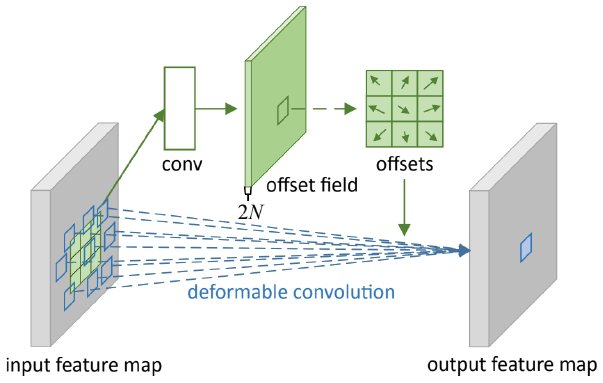 conv
offset field
offsets
2N
deformable convolution
input feature map
output feature map